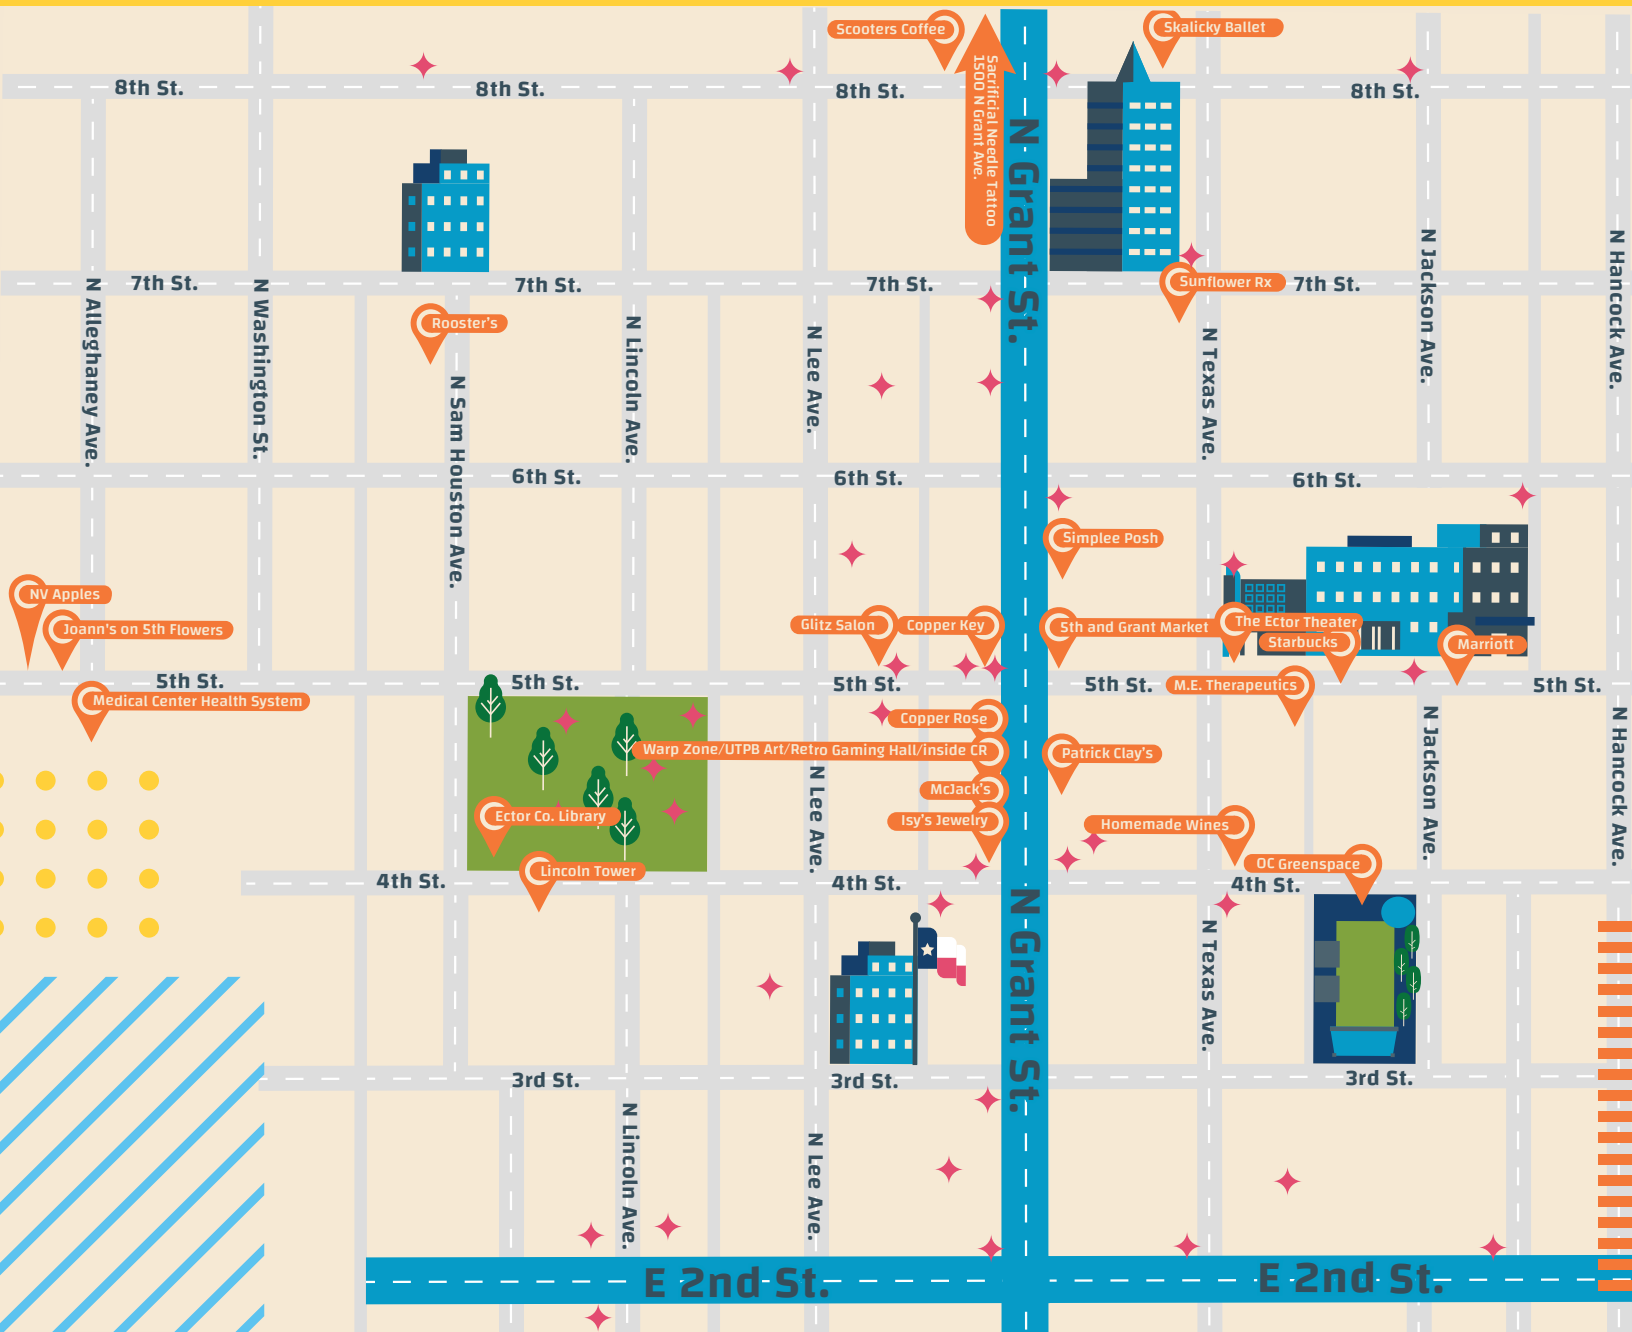 Scooters Coffee
Skalicky Ballet
Sacrificial Needle Tattoo
1500 N Grant Ave.
8th St.
8th St.
8th St.
8th St.
N Grant St.
7th St.
7th St.
7th St.
Sunflower Rx
7th St.
N Alleghaney Ave.
N Washington St.
Rooster's
N Sam Houston Ave.
N Lincoln Ave.
N Lee Ave.
N Texas Ave.
N Jackson Ave.
N Hancock Ave.
6th St.
6th St.
6th St.
Simplee Posh
NV Apples
Joann's on 5th Flowers
Glitz Salon
Copper Key
5th and Grant Market
The Ector Theater
Starbucks
Marriott
5th St.
5th St.
5th St.
5th St.
M.E. Therapeutics
5th St.
Medical Center Health System
Copper Rose
Warp Zone/UTPB Art/Retro Gaming Hall/inside CR
Patrick Clay's
McJack's
Isy's Jewelry
Ector Co. Library
Homemade Wines
N Lee Ave.
N Jackson Ave.
N Hancock Ave.
OC Greenspace
Lincoln Tower
4th St.
4th St.
4th St.
N Grant St.
N Texas Ave.
3rd St.
3rd St.
3rd St.
N Lincoln Ave.
N Lee Ave.
E 2nd St.
E 2nd St.